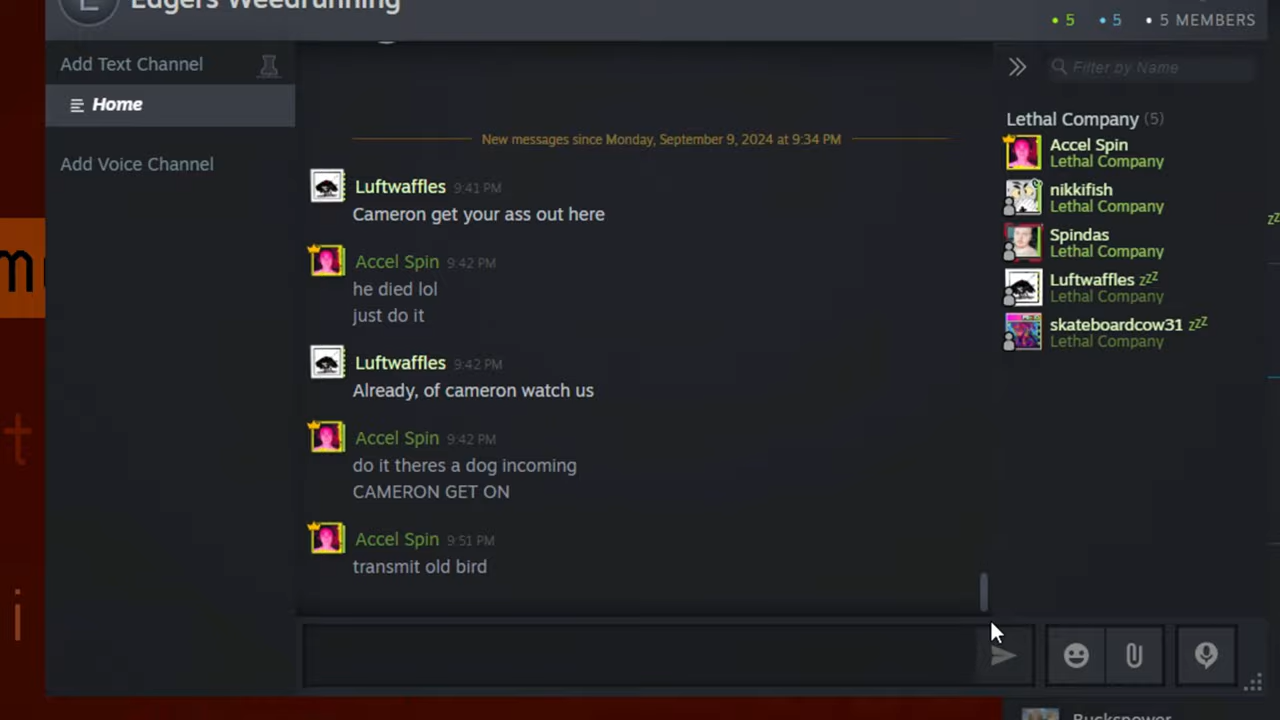 Edgers Weedrunning
5 5 5 MEMBERS
Add Text Channel
Home
Add Voice Channel
Filter by Name
New messages since Monday, September 9, 2024 at 9:34 PM
Luftwaffles 9:41 PM
Cameron get your ass out here
Accel Spin 9:42 PM
he died lol
just do it
Luftwaffles 9:42 PM
Already, of cameron watch us
Accel Spin 9:42 PM
do it theres a dog incoming
CAMERON GET ON
Accel Spin 9:51 PM
transmit old bird
Lethal Company (5)
Accel Spin
Lethal Company
nikkifish
Lethal Company
Spindas
Lethal Company
Luftwaffles zzz
Lethal Company
skateboardcow31 zzz
Lethal Company
t
i